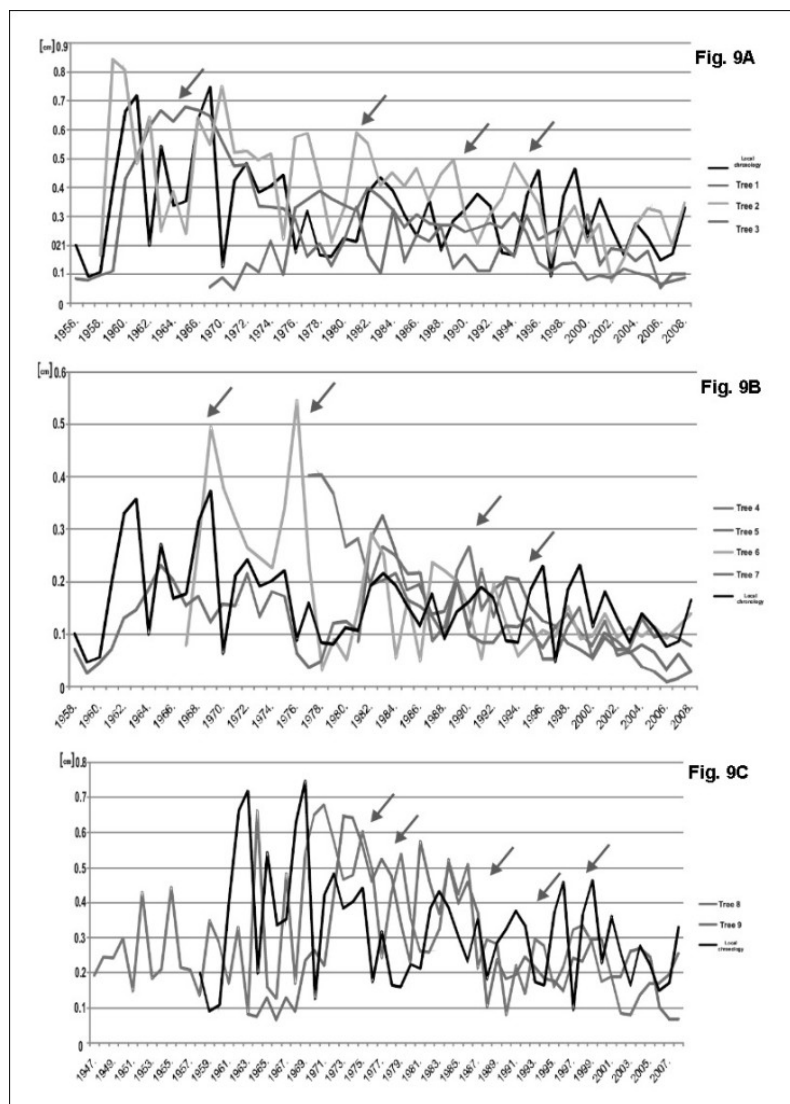 Fig. 9A
[cm] 0.9
0.8
0.7
0.6
0.5
0.4
0.3
021
0.1
0
Local
chronology
Tree 1
Tree 2
Tree 3
1956. 1958. 1960. 1962. 1964. 1966. 1968. 1970. 1972. 1974. 1976. 1978. 1980. 1982. 1984. 1986. 1988. 1990. 1992. 1994. 1996. 1998. 2000. 2002. 2004. 2006. 2008.
Fig. 9B
[cm] 0.6
0.5
0.4
0.3
0.2
0.1
0
Tree 4
Tree 5
Tree 6
Tree 7
Local
chronology
1958. 1960. 1962. 1964. 1966. 1968. 1970. 1972. 1974. 1976. 1978. 1980. 1982. 1984. 1986. 1988. 1990. 1992. 1994. 1996. 1998. 2000. 2002. 2004. 2006. 2008.
Fig. 9C
[cm] 0.8
0.7
0.6
0.5
0.4
0.3
0.2
0.1
0
Tree 8
Tree 9
Local
chronology
1947. 1949. 1951. 1953. 1955. 1957. 1959. 1961. 1963. 1965. 1967. 1969. 1971. 1973. 1975. 1977. 1979. 1981. 1983. 1985. 1987. 1989. 1991. 1993. 1995. 1997. 1999. 2001. 2003. 2005. 2007.